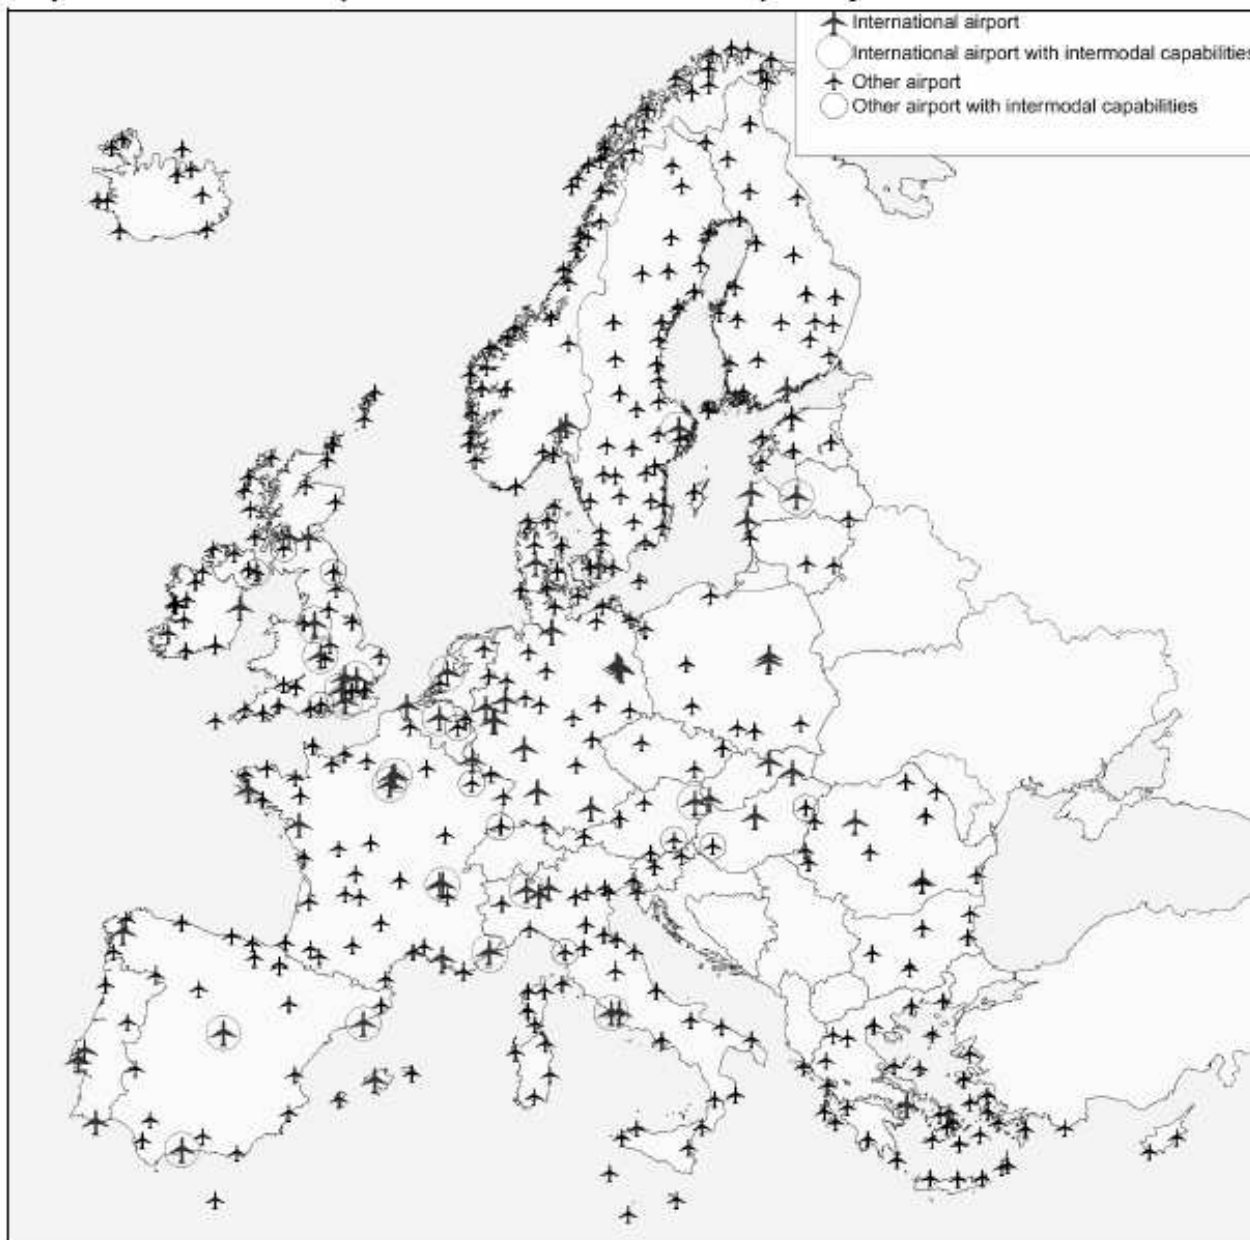 International airport
International airport with intermodal capabilities
Other airport
Other airport with intermodal capabilities